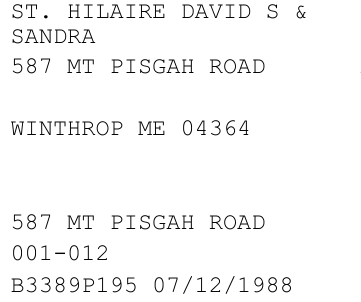 ST. HILAIRE DAVID S &
SANDRA
587 MT PISGAH ROAD
WINTHROP ME 04364
587 MT PISGAH ROAD
001-012
B3389P195 07/12/1988